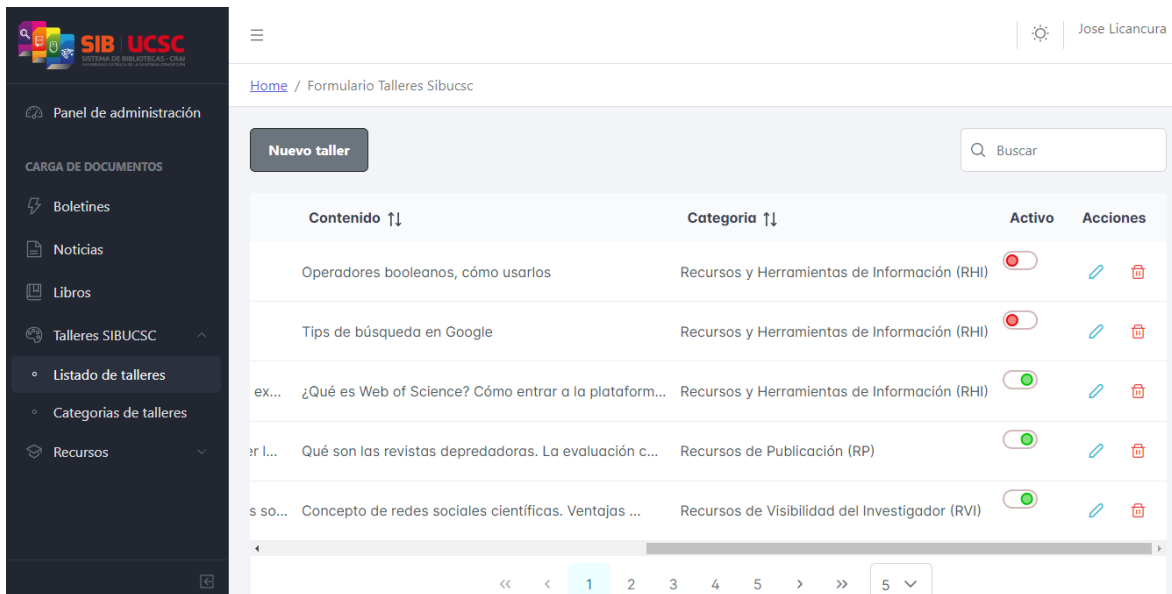 SIB UCSC
SISTEMA DE BIBLIOTECAS - CRAI
Jose Licancura
Home / Formulario Talleres Sibucsc
Panel de administración
CARGA DE DOCUMENTOS
Boletines
Noticias
Libros
Talleres SIBUCSC
Listado de talleres
Categorias de talleres
Recursos
Nuevo taller
Buscar
Contenido Categoria Activo Acciones
Operadores booleanos, cómo usarlos Recursos y Herramientas de Información (RHI)
Tips de búsqueda en Google Recursos y Herramientas de Información (RHI)
ex... ¿Qué es Web of Science? Cómo entrar a la plataform... Recursos y Herramientas de Información (RHI)
er l... Qué son las revistas depredadoras. La evaluación c... Recursos de Publicación (RP)
s so... Concepto de redes sociales científicas. Ventajas ... Recursos de Visibilidad del Investigador (RVI)
<< < 1 2 3 4 5 > >> 5